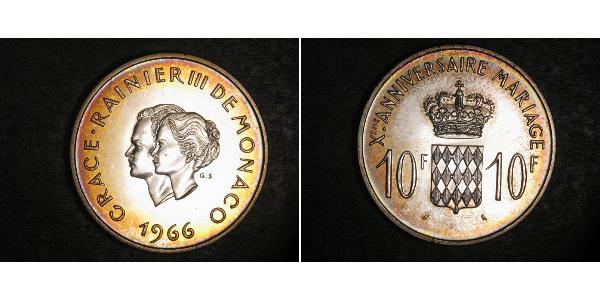 GRACE · RAINIER III DE MONACO
G.S
1966
Xème ANNIVERSAIRE MARIAGE
10F 10F